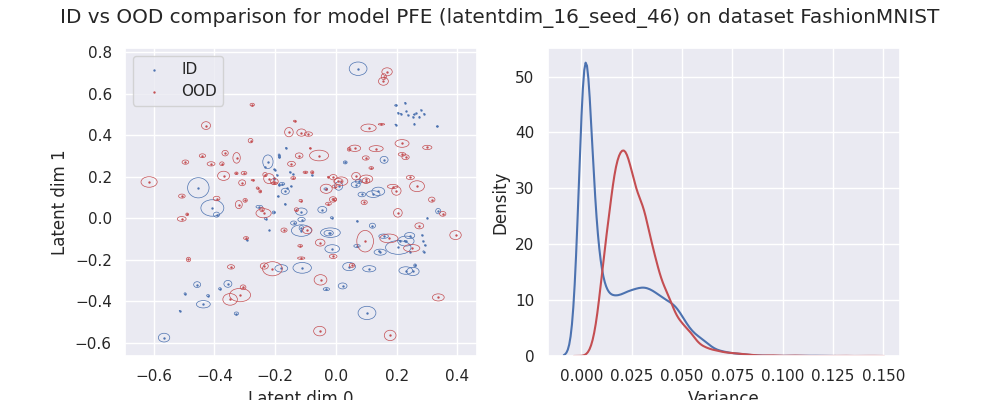 ID vs OOD comparison for model PFE (latentdim_16_seed_46) on dataset FashionMNIST
ID
OOD
Latent dim 1
0.8
0.6
0.4
0.2
0.0
−0.2
−0.4
−0.6
−0.6 −0.4 −0.2 0.0 0.2 0.4
Latent dim 0
Density
50
40
30
20
10
0
0.000 0.025 0.050 0.075 0.100 0.125 0.150
Variance